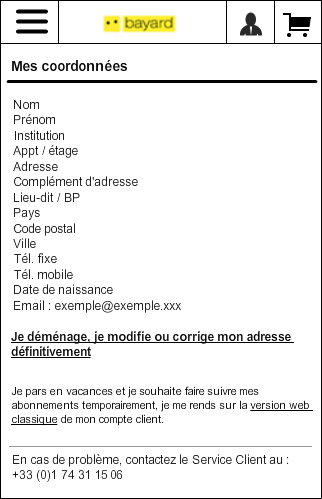 bayard
Mes coordonnées
Nom
Prénom
Institution
Appt / étage
Adresse
Complément d'adresse
Lieu-dit / BP
Pays
Code postal
Ville
Tél. fixe
Tél. mobile
Date de naissance
Email : exemple@exemple.xxx
Je déménage, je modifie ou corrige mon adresse
définitivement
Je pars en vacances et je souhaite faire suivre mes
abonnements temporairement, je me rends sur la version web
classique de mon compte client.
En cas de problème, contactez le Service Client au :
+33 (0)1 74 31 15 06